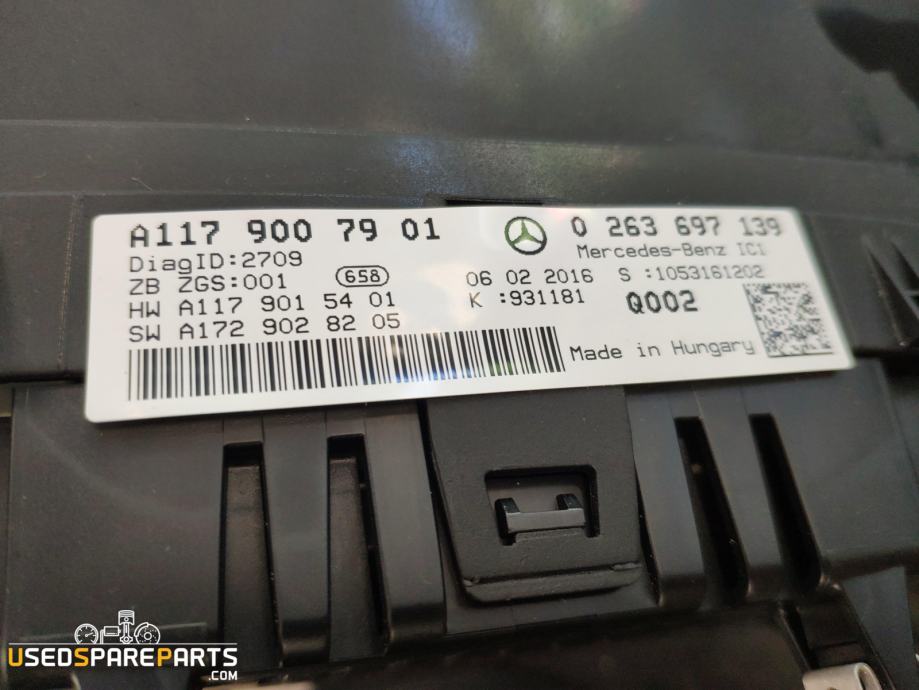 A117 900 79 01
0 263 697 139
DiagID:2709
Mercedes-Benz IC1
ZB ZGS:001
658
06 02 2016
S :1053161202
HW A117 901 54 01
K :931181
Q002
SW A172 902 82 05
Made in Hungary
USEDSPAREPARTS
.COM